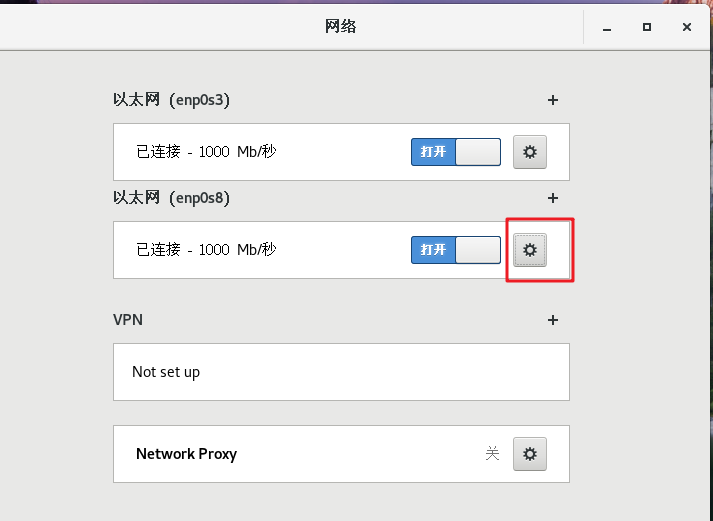 网络
以太网 (enp0s3)
已连接 - 1000 Mb/秒 打开
以太网 (enp0s8)
已连接 - 1000 Mb/秒 打开
VPN
Not set up
Network Proxy 关